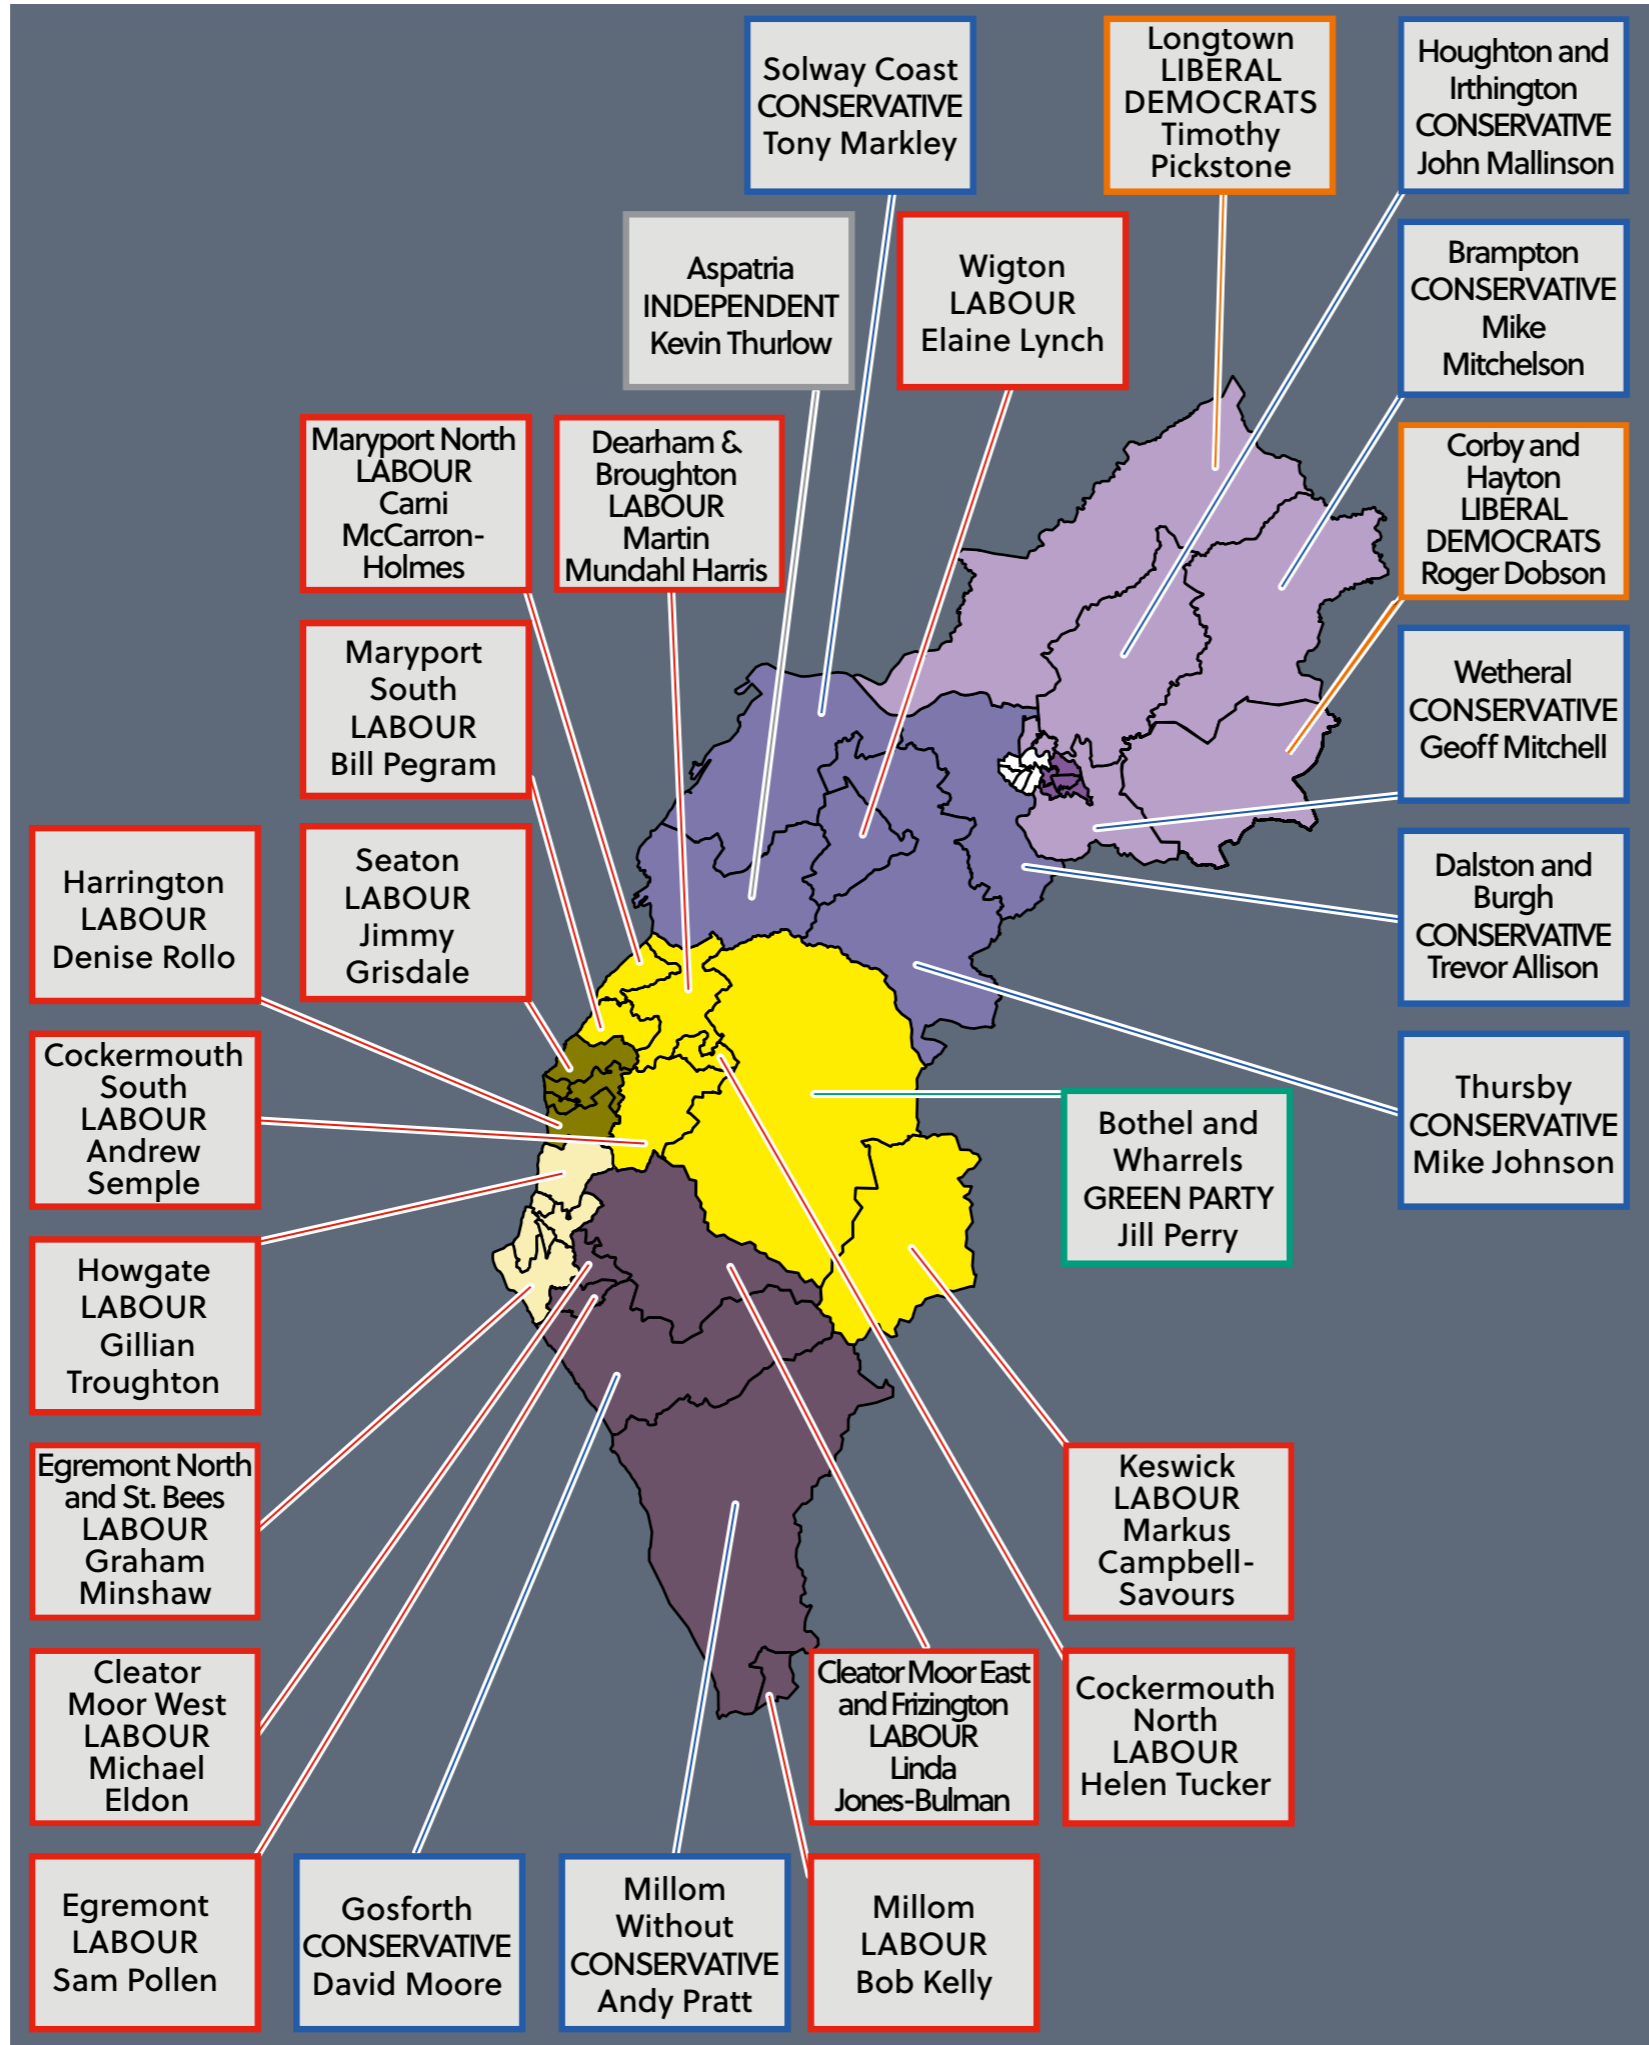 Solway Coast
CONSERVATIVE
Tony Markley
Longtown
LIBERAL
DEMOCRATS
Timothy
Pickstone
Houghton and
Irthington
CONSERVATIVE
John Mallinson
Aspatria
INDEPENDENT
Kevin Thurlow
Wigton
LABOUR
Elaine Lynch
Brampton
CONSERVATIVE
Mike
Mitchelson
Maryport North
LABOUR
Carni
McCarron-
Holmes
Dearham &
Broughton
LABOUR
Martin
Mundahl Harris
Corby and
Hayton
LIBERAL
DEMOCRATS
Roger Dobson
Maryport
South
LABOUR
Bill Pegram
Wetheral
CONSERVATIVE
Geoff Mitchell
Harrington
LABOUR
Denise Rollo
Seaton
LABOUR
Jimmy
Grisdale
Dalston and
Burgh
CONSERVATIVE
Trevor Allison
Cockermouth
South
LABOUR
Andrew
Semple
Thursby
CONSERVATIVE
Mike Johnson
Bothel and
Wharrels
GREEN PARTY
Jill Perry
Howgate
LABOUR
Gillian
Troughton
Egremont North
and St. Bees
LABOUR
Graham
Minshaw
Keswick
LABOUR
Markus
Campbell-
Savours
Cleator
Moor West
LABOUR
Michael
Eldon
Cleator Moor East
and Frizington
LABOUR
Linda
Jones-Bulman
Cockermouth
North
LABOUR
Helen Tucker
Egremont
LABOUR
Sam Pollen
Gosforth
CONSERVATIVE
David Moore
Millom
Without
CONSERVATIVE
Andy Pratt
Millom
LABOUR
Bob Kelly